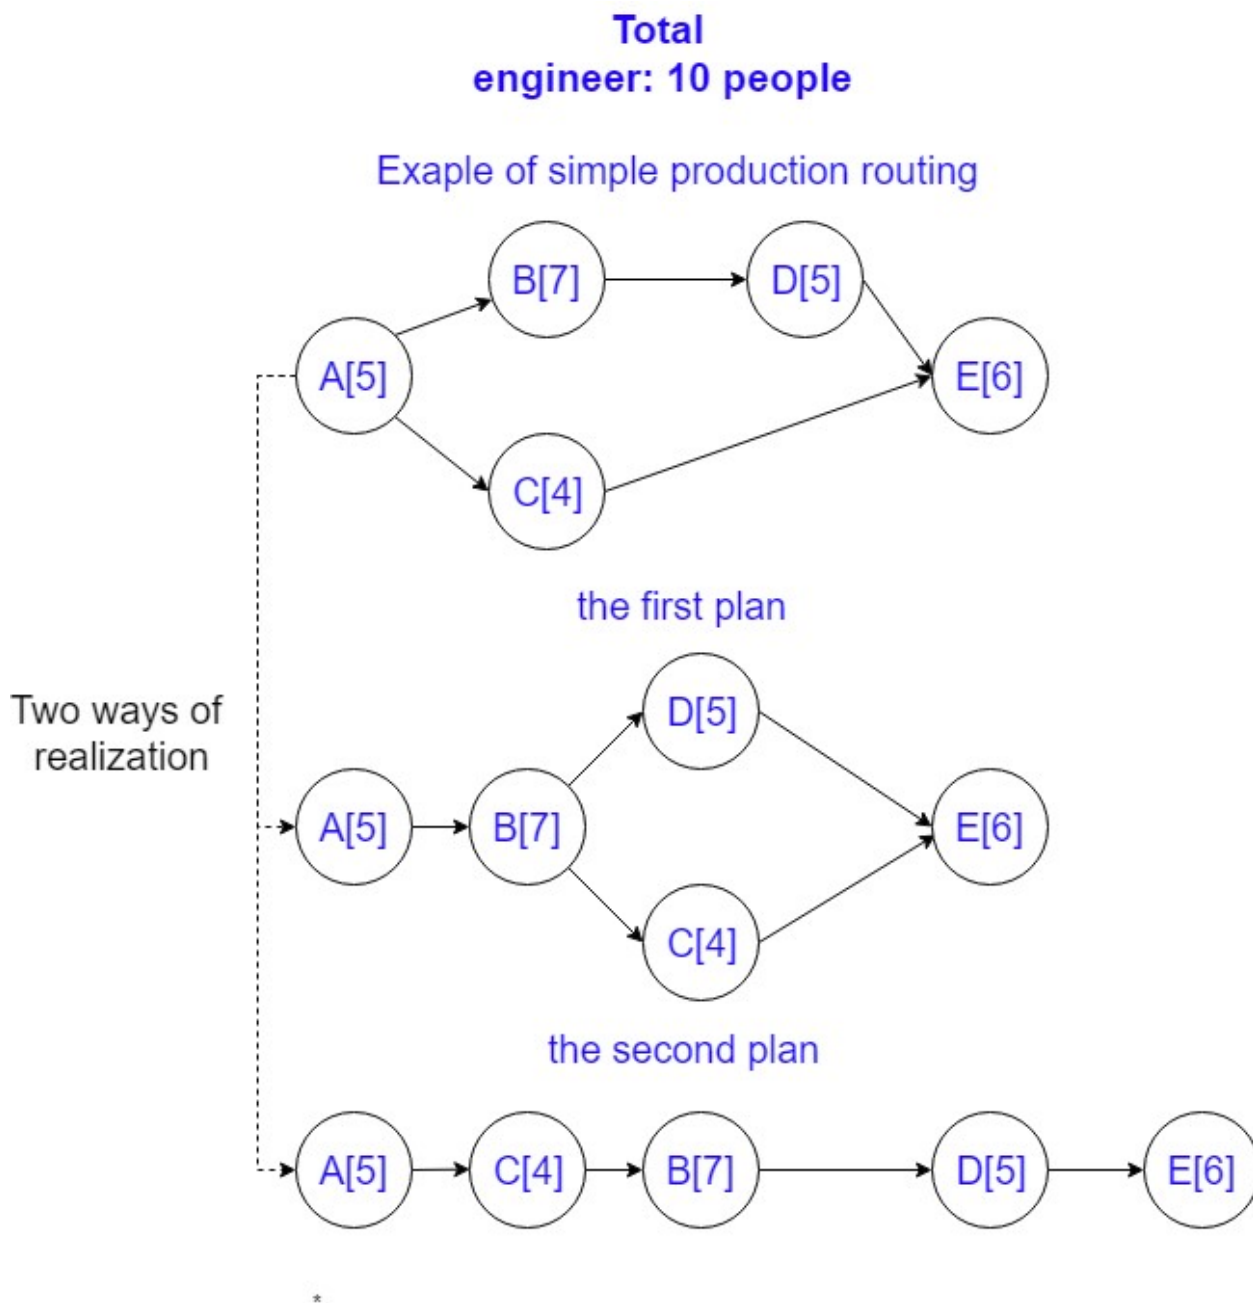 Total
engineer: 10 people
Exaple of simple production routing
B[7]
D[5]
A[5]
E[6]
C[4]
the first plan
D[5]
Two ways of
realization
A[5]
B[7]
E[6]
C[4]
the second plan
A[5]
C[4]
B[7]
D[5]
E[6]
*